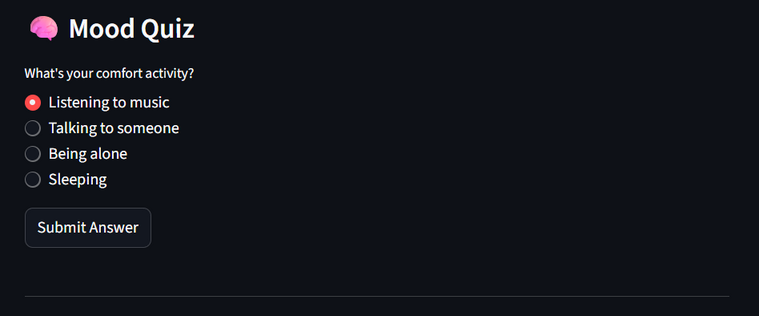 🧠 Mood Quiz
What's your comfort activity?
Listening to music
Talking to someone
Being alone
Sleeping
Submit Answer